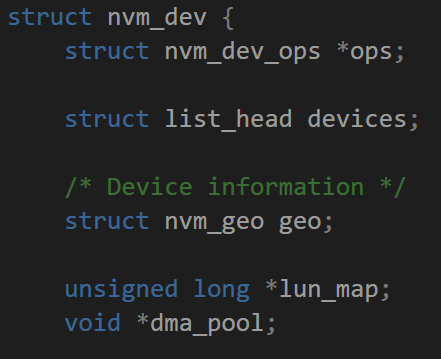 struct nvm_dev {
struct nvm_dev_ops *ops;
struct list_head devices;
/* Device information */
struct nvm_geo geo;
unsigned long *lun_map;
void *dma_pool;